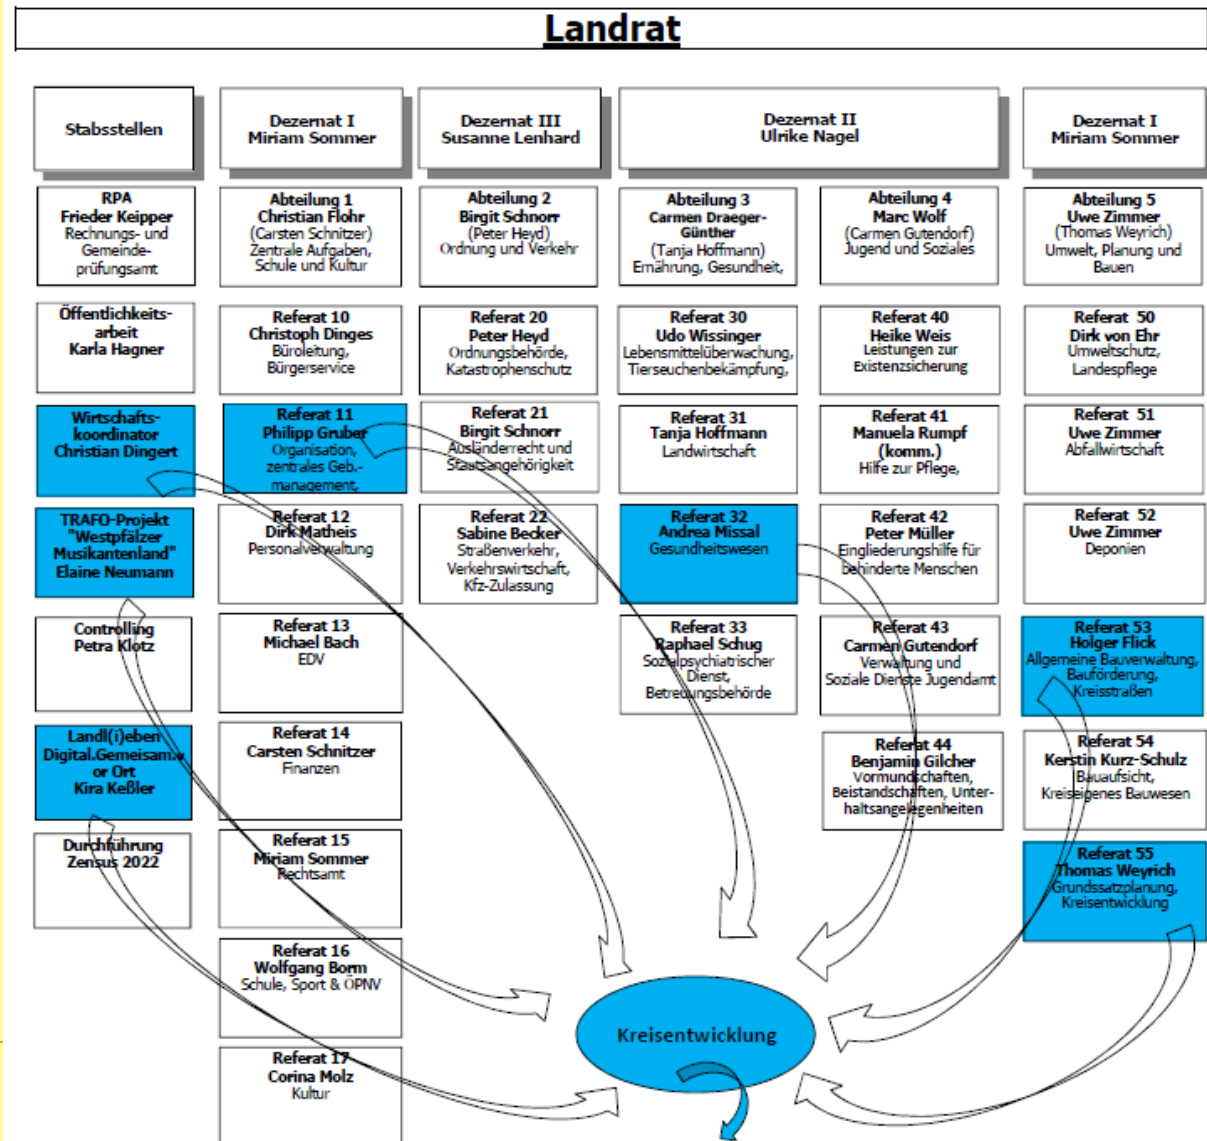 Landrat
Stabsstellen
Dezernat I
Miriam Sommer
Dezernat III
Susanne Lenhard
Dezernat II
Ulrike Nagel
Dezernat I
Miriam Sommer
RPA
Frieder Keipper
Rechnungs- und
Gemeinde-
prüfungsamt
Abteilung 1
Christian Flohr
(Carsten Schnitzer)
Zentrale Aufgaben,
Schule und Kultur
Abteilung 2
Birgit Schnorr
(Peter Heyd)
Ordnung und Verkehr
Abteilung 3
Carmen Draeger-
Günther
(Tanja Hoffmann)
Ernährung, Gesundheit,
Abteilung 4
Marc Wolf
(Carmen Gutendorf)
Jugend und Soziales
Abteilung 5
Uwe Zimmer
(Thomas Weyrich)
Umwelt, Planung und
Bauen
Öffentlichkeits-
arbeit
Karla Hagner
Referat 10
Christoph Dinges
Büroleitung,
Bürgerservice
Referat 20
Peter Heyd
Ordnungsbehörde,
Katastrophenschutz
Referat 30
Udo Wissinger
Lebensmittelüberwachung,
Tierseuchenbekämpfung,
Referat 40
Heike Weis
Leistungen zur
Existenzsicherung
Referat 50
Dirk von Ehr
Umweltschutz,
Landespflege
Wirtschafts-
koordinator
Christian Dingert
Referat 11
Philipp Gruber
Organisation,
zentrales Geb.-
management,
Referat 21
Birgit Schnorr
Ausländerrecht und
Staatsangehörigkeit
Referat 31
Tanja Hoffmann
Landwirtschaft
Referat 41
Manuela Rumpf
(komm.)
Hilfe zur Pflege,
Referat 51
Uwe Zimmer
Abfallwirtschaft
TRAFO-Projekt
"Westpfälzer
Musikantenland"
Elaine Neumann
Referat 12
Dirk Matheis
Personalverwaltung
Referat 22
Sabine Becker
Straßenverkehr,
Verkehrswirtschaft,
Kfz-Zulassung
Referat 32
Andrea Missal
Gesundheitswesen
Referat 42
Peter Müller
Eingliederungshilfe für
behinderte Menschen
Referat 52
Uwe Zimmer
Deponien
Controlling
Petra Klotz
Referat 13
Michael Bach
EDV
Referat 33
Raphael Schug
Sozialpsychiatrischer
Dienst,
Betreuungsbehörde
Referat 43
Carmen Gutendorf
Verwaltung und
Soziale Dienste Jugendamt
Referat 53
Holger Flick
Allgemeine Bauverwaltung,
Bauförderung,
Kreisstraßen
Landl(i)eben
Digital.Gemeisam.v
or Ort
Kira Keßler
Referat 14
Carsten Schnitzer
Finanzen
Referat 44
Benjamin Gilcher
Vormundschaften,
Beistandschaften, Unter-
haltsangelegenheiten
Referat 54
Kerstin Kurz-Schulz
Bauaufsicht,
Kreiseigenes Bauwesen
Durchführung
Zensus 2022
Referat 15
Miriam Sommer
Rechtsamt
Referat 55
Thomas Weyrich
Grundssatzplanung,
Kreisentwicklung
Referat 16
Wolfgang Borm
Schule, Sport & ÖPNV
Referat 17
Corina Molz
Kultur
Kreisentwicklung